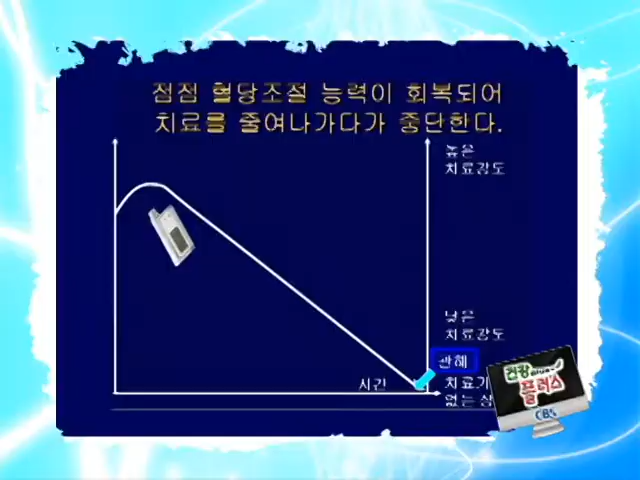 점점 혈당조절 능력이 회복되어
치료를 줄여나가다가 중단한다.
높은
치료강도
낮은
치료강도
관해
시간
치료
없는
건강
플러스
CBS